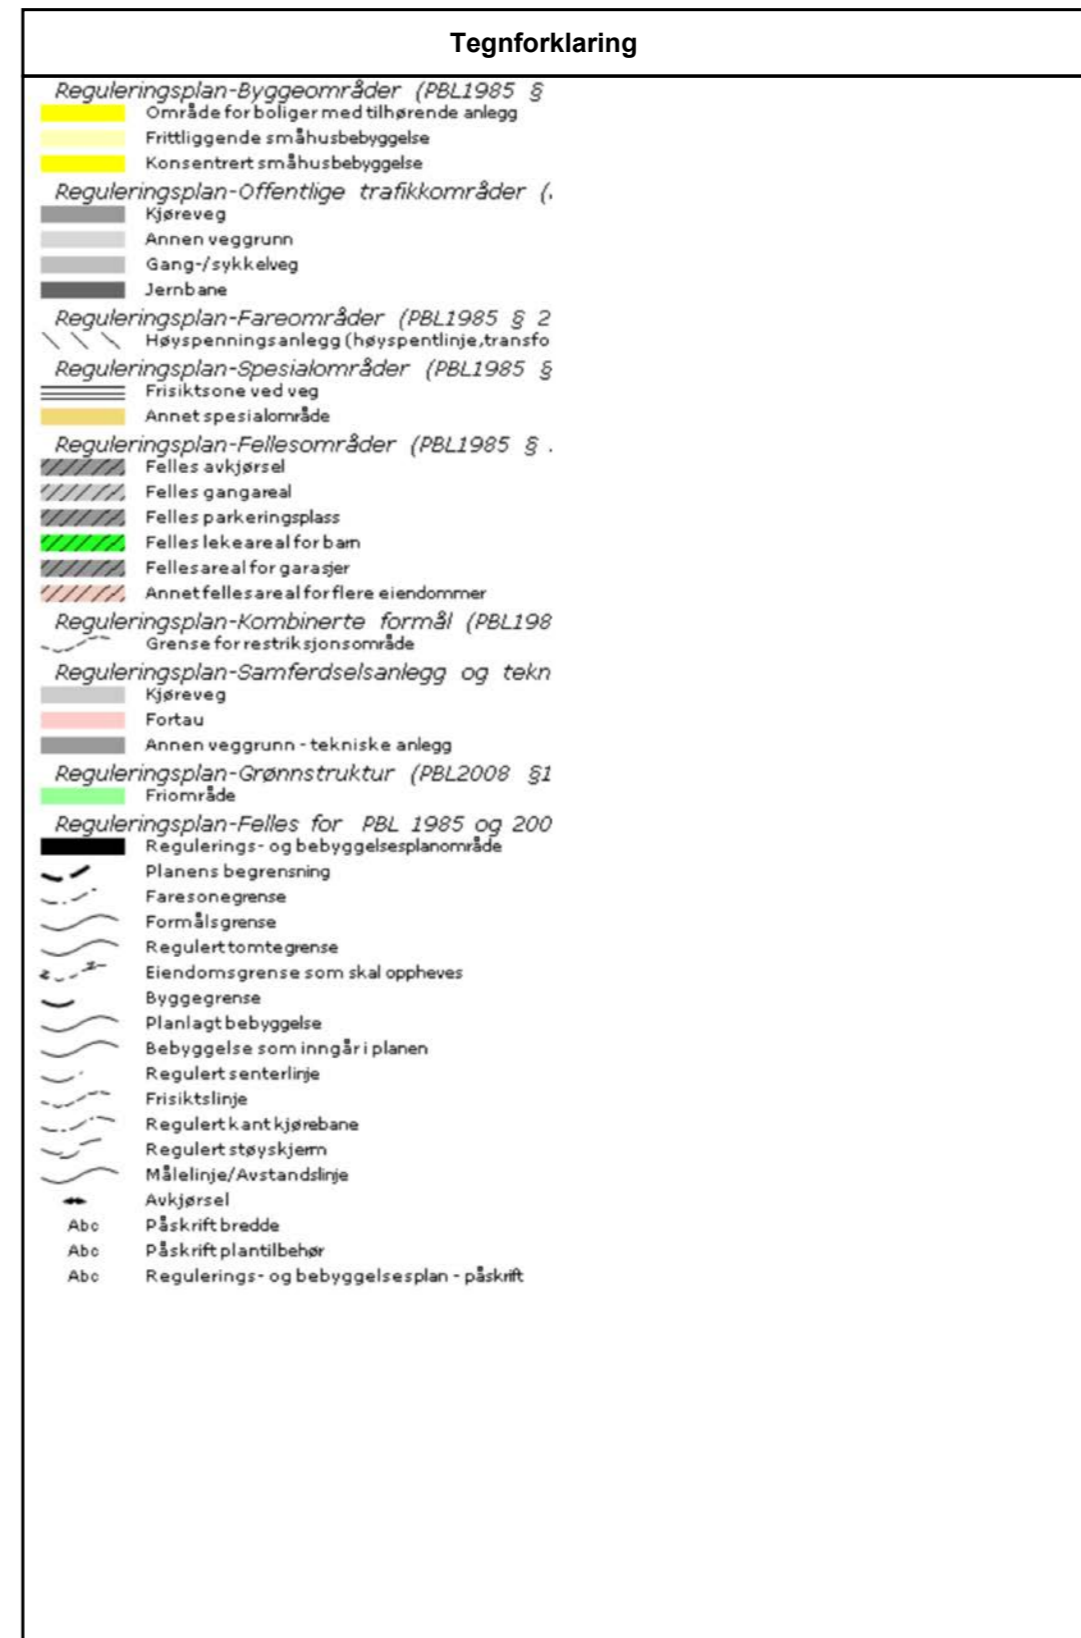 Tegnforklaring
Reguleringsplan-Byggeområder (PBL1985 §
Område for boliger med tilhørende anlegg
Frittliggende småhusbebyggelse
Konsentrert småhusbebyggelse
Reguleringsplan-Offentlige trafikkområder (
Kjøreveg
Annen veggrunn
Gang-/sykkelveg
Jernbane
Reguleringsplan-Fareområder (PBL1985 § 2
Høyspenningsanlegg (høyspentlinje,transfo
Reguleringsplan-Spesialområder (PBL1985 §
Frisiktsone ved veg
Annet spesialområde
Reguleringsplan-Fellesområder (PBL1985 §
Felles avkjørsel
Felles gangareal
Felles parkeringsplass
Felles lekeareal for barn
Fellesareal for garasjer
Annet fellesareal for flere eiendommer
Reguleringsplan-Kombinerte formål (PBL198
Grense for restriksjonsområde
Reguleringsplan-Samferdselsanlegg og tekn
Kjøreveg
Fortau
Annen veggrunn - tekniske anlegg
Reguleringsplan-Grønnstruktur (PBL2008 §1
Friområde
Reguleringsplan-Felles for PBL 1985 og 200
Regulerings- og bebyggelsesplanområde
Planens begrensning
Faresonegrense
Formålsgrense
Regulert tomtegrense
Eiendomsgrense som skal oppheves
Byggegrense
Planlagt bebyggelse
Bebyggelse som inngår i planen
Regulert senterlinje
Frisiktslinje
Regulert kant kjørebane
Regulert støyskjerm
Målelinje/Avstandslinje
Avkjørsel
Abc Påskrift bredde
Abc Påskrift plantilbehør
Abc Regulerings- og bebyggelsesplan - påskrift